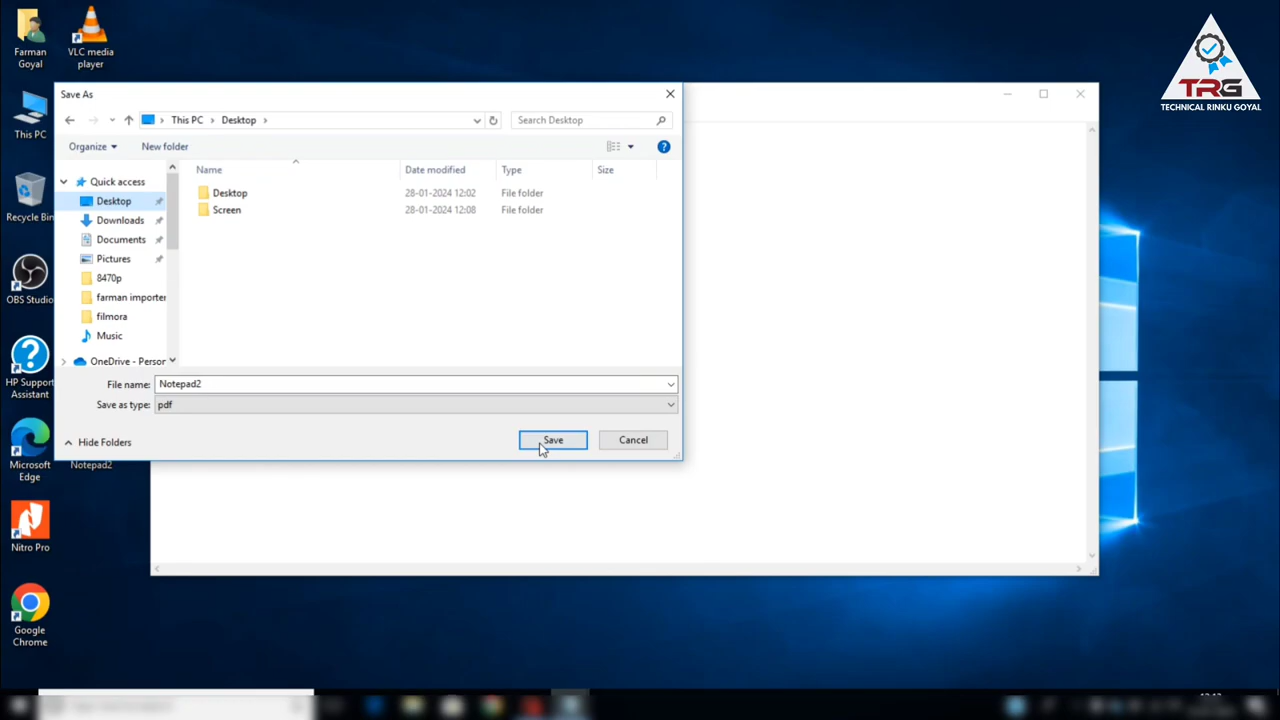 Farman
Goyal
VLC media
player
TRG
TECHNICAL RINKU GOYAL
Save As
This PC
Desktop
Search Desktop
This PC
Organize
New folder
Name
Date modified
Type
Size
Quick access
Desktop
28-01-2024 12:02
File folder
Desktop
Screen
28-01-2024 12:08
File folder
Recycle Bin
Downloads
Documents
Pictures
8470p
OBS Studio
farman importer
filmora
Music
OneDrive - Person
HP Support
Assistant
File name:
Notepad2
Save as type:
pdf
Hide Folders
Save
Cancel
Microsoft
Edge
Notepad2
Nitro Pro
Google
Chrome